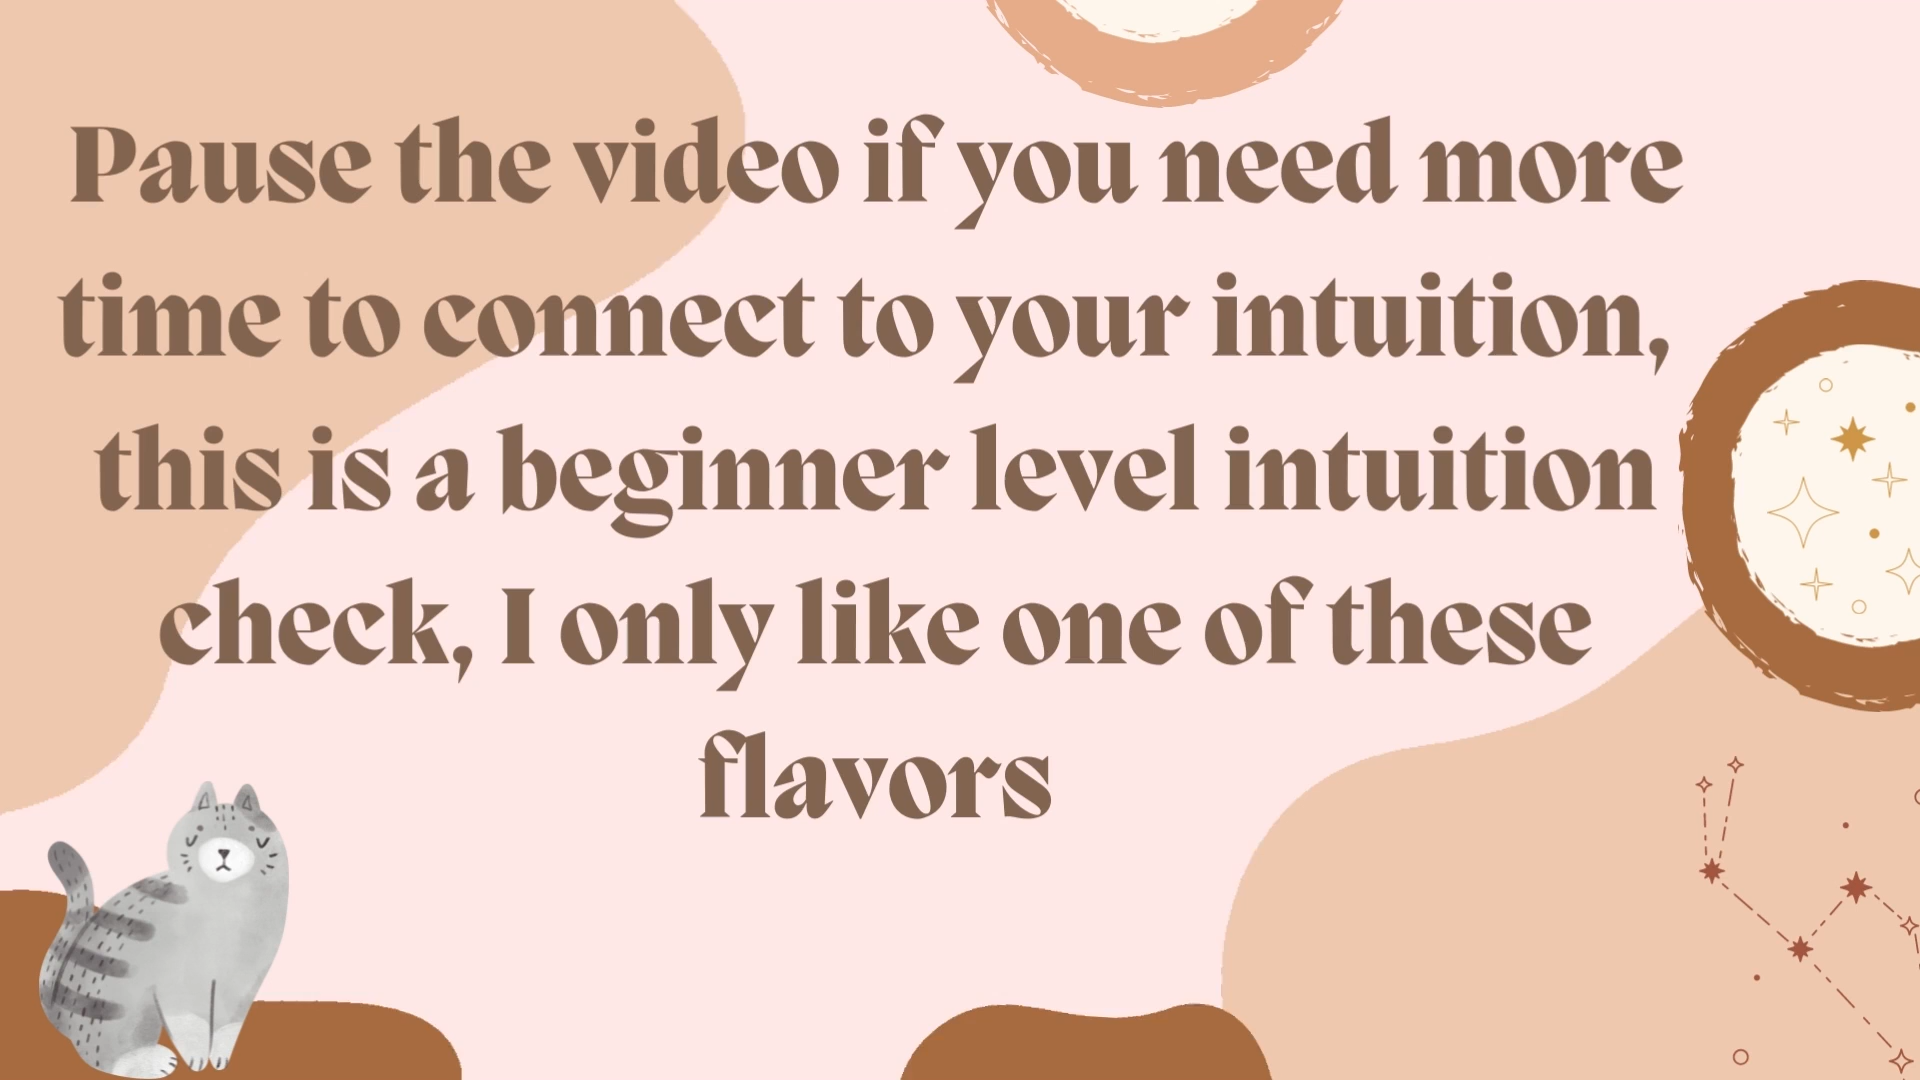 Pause the video if you need more
time to connect to your intuition,
this is a beginner level intuition
check, I only like one of these
flavors